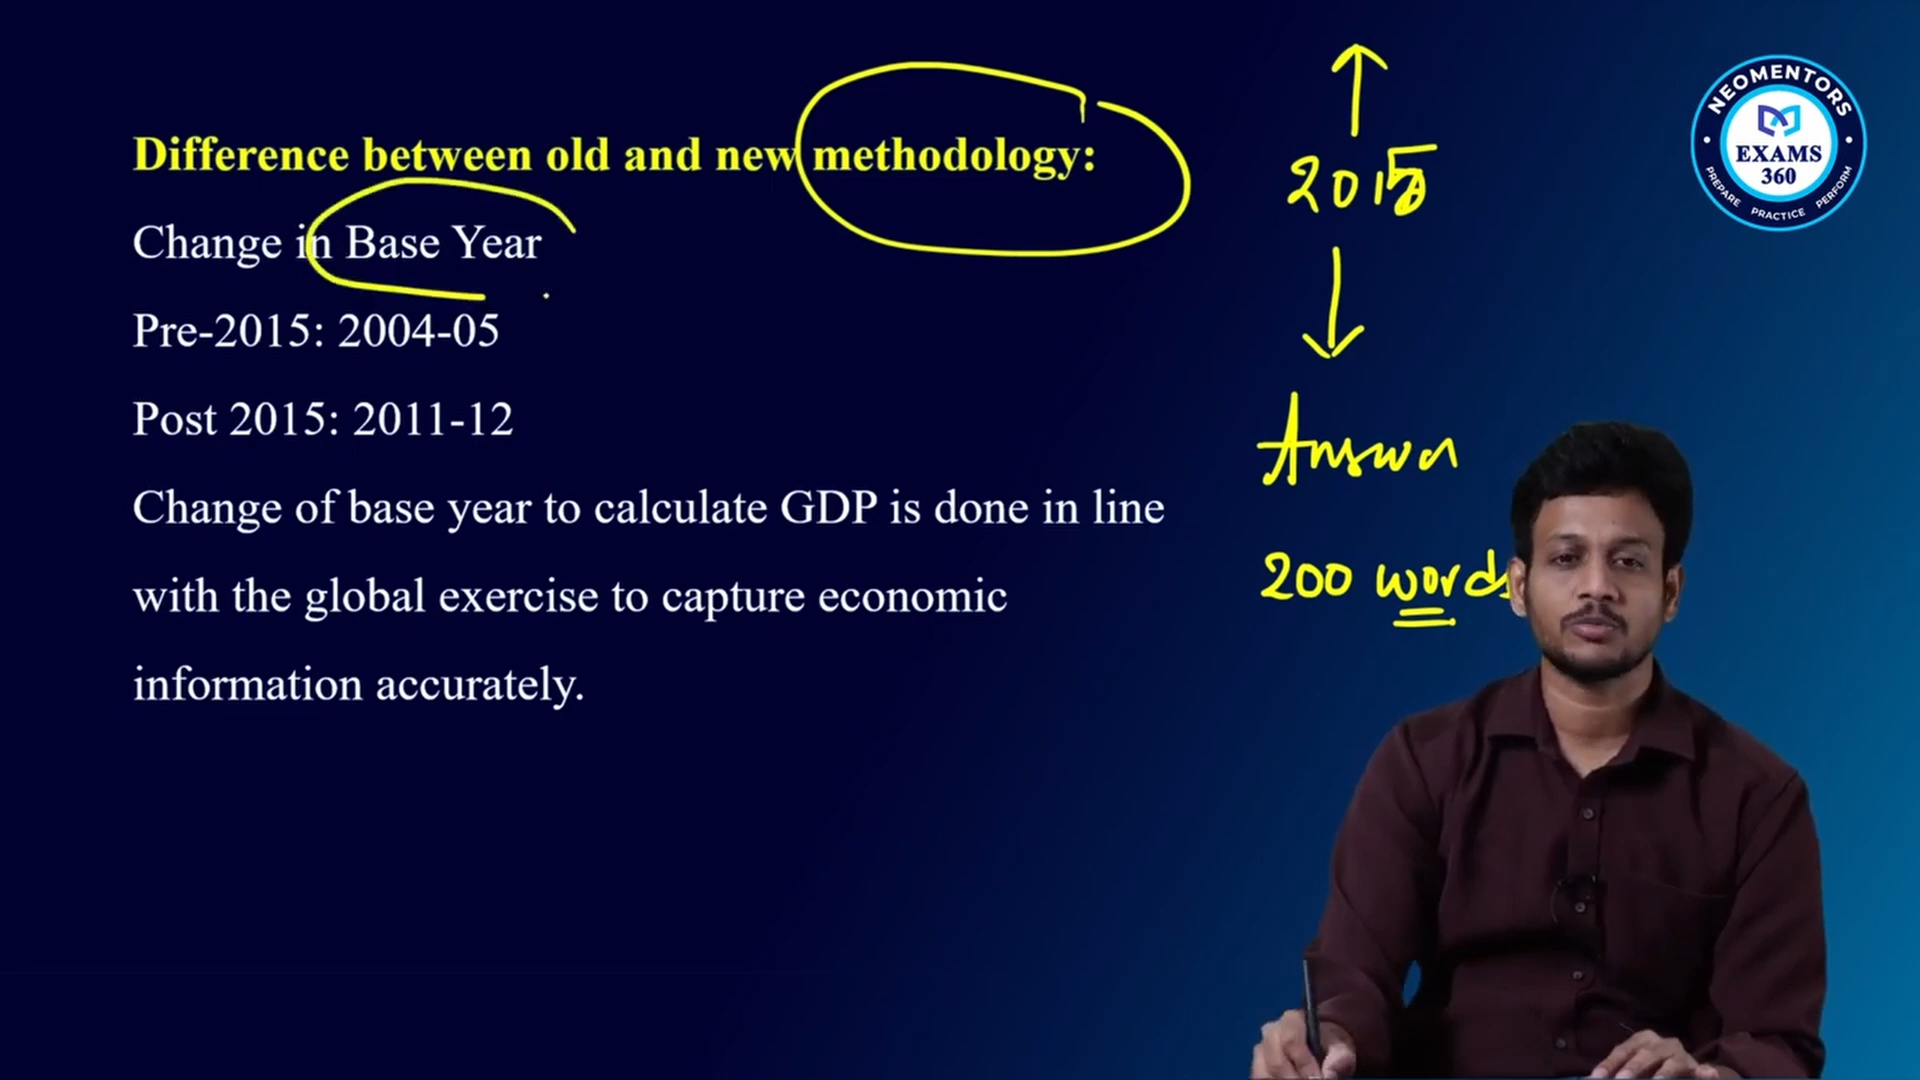 Difference between old and new methodology:
Change in Base Year
Pre-2015: 2004-05
Post 2015: 2011-12
Change of base year to calculate GDP is done in line
with the global exercise to capture economic
information accurately.
2015
Answer
200 words
NEOMENTORS
EXAMS
360
PREPARE PRACTICE PERFORM